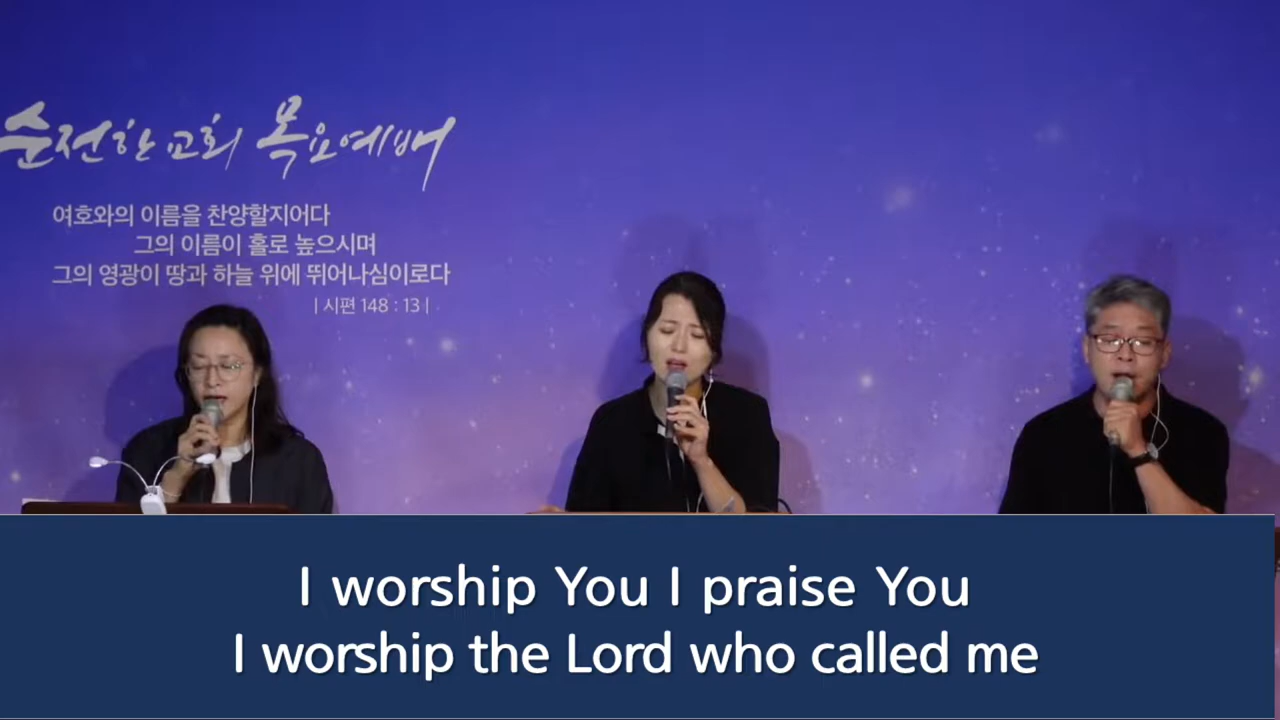 순전한 교회 목요예배
여호와의 이름을 찬양할지어다
그의 이름이 홀로 높으시며
그의 영광이 땅과 하늘 위에 뛰어나심이로다
| 시편 148 : 13 |
I worship You I praise You
I worship the Lord who called me